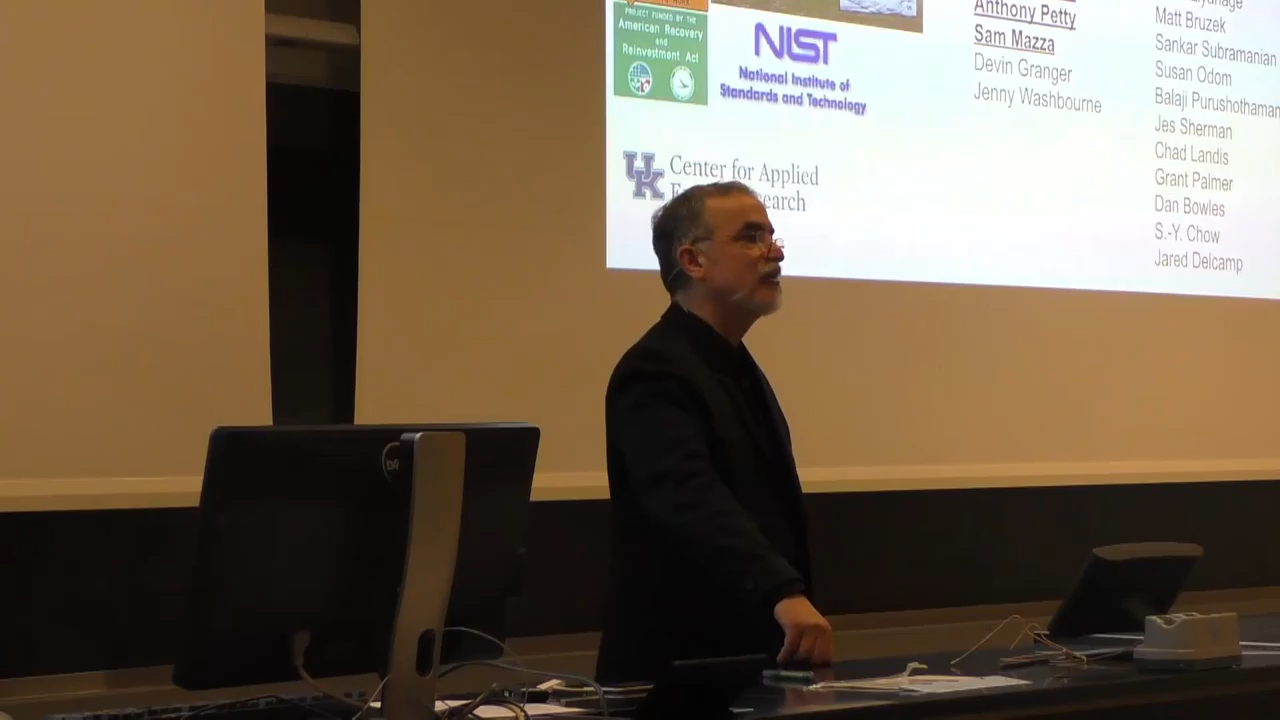 PROJECT FUNDED BY THE
American Recovery
and
Reinvestment Act
NIST
National Institute of
Standards and Technology
UK
Center for Applied
Anthony Petty
Sam Mazza
Devin Granger
Jenny Washbourne
Matt Bruzek
Sankar Subramanian
Susan Odom
Balaji Purushothaman
Jes Sherman
Chad Landis
Grant Palmer
Dan Bowles
S.-Y. Chow
Jared Delcamp